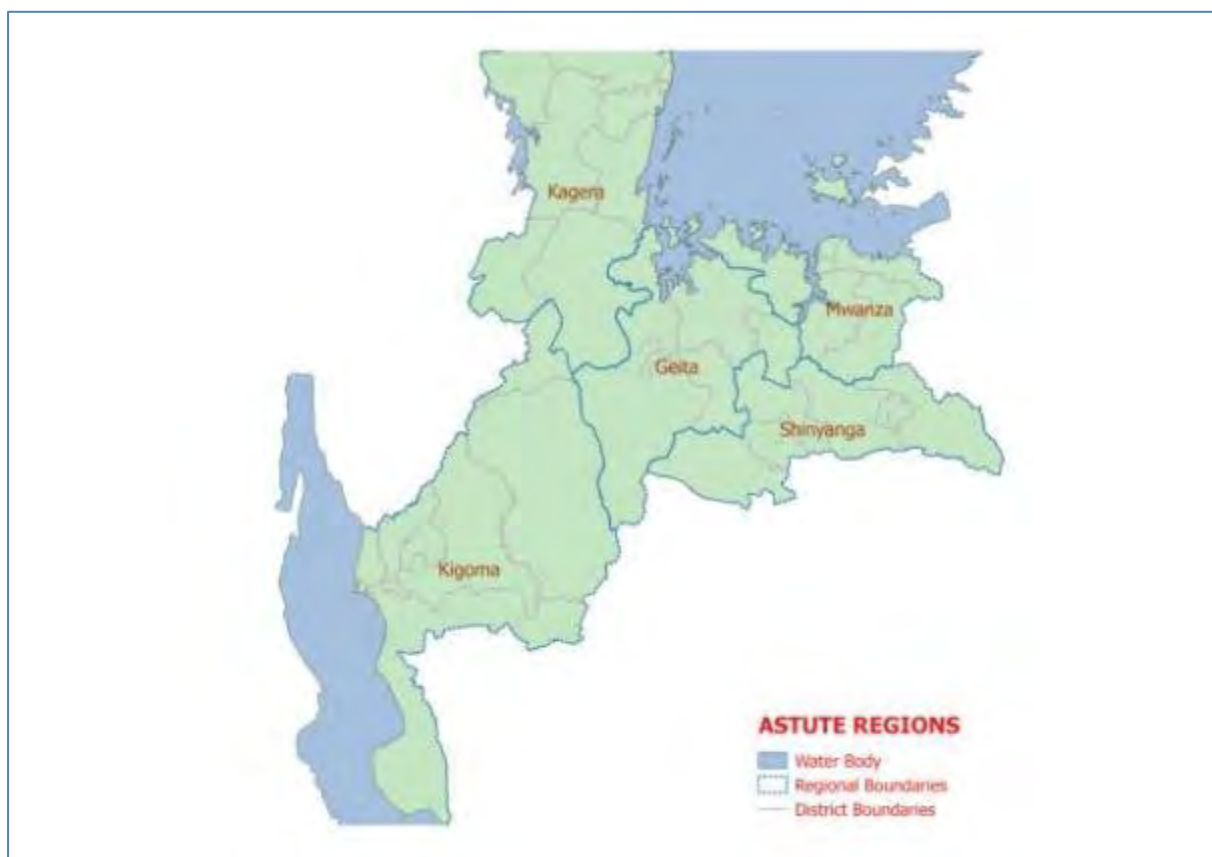 Kagera
Mwanza
Geita
Shinyanga
Kigoma
ASTUTE REGIONS
Water Body
Regional Boundaries
District Boundaries